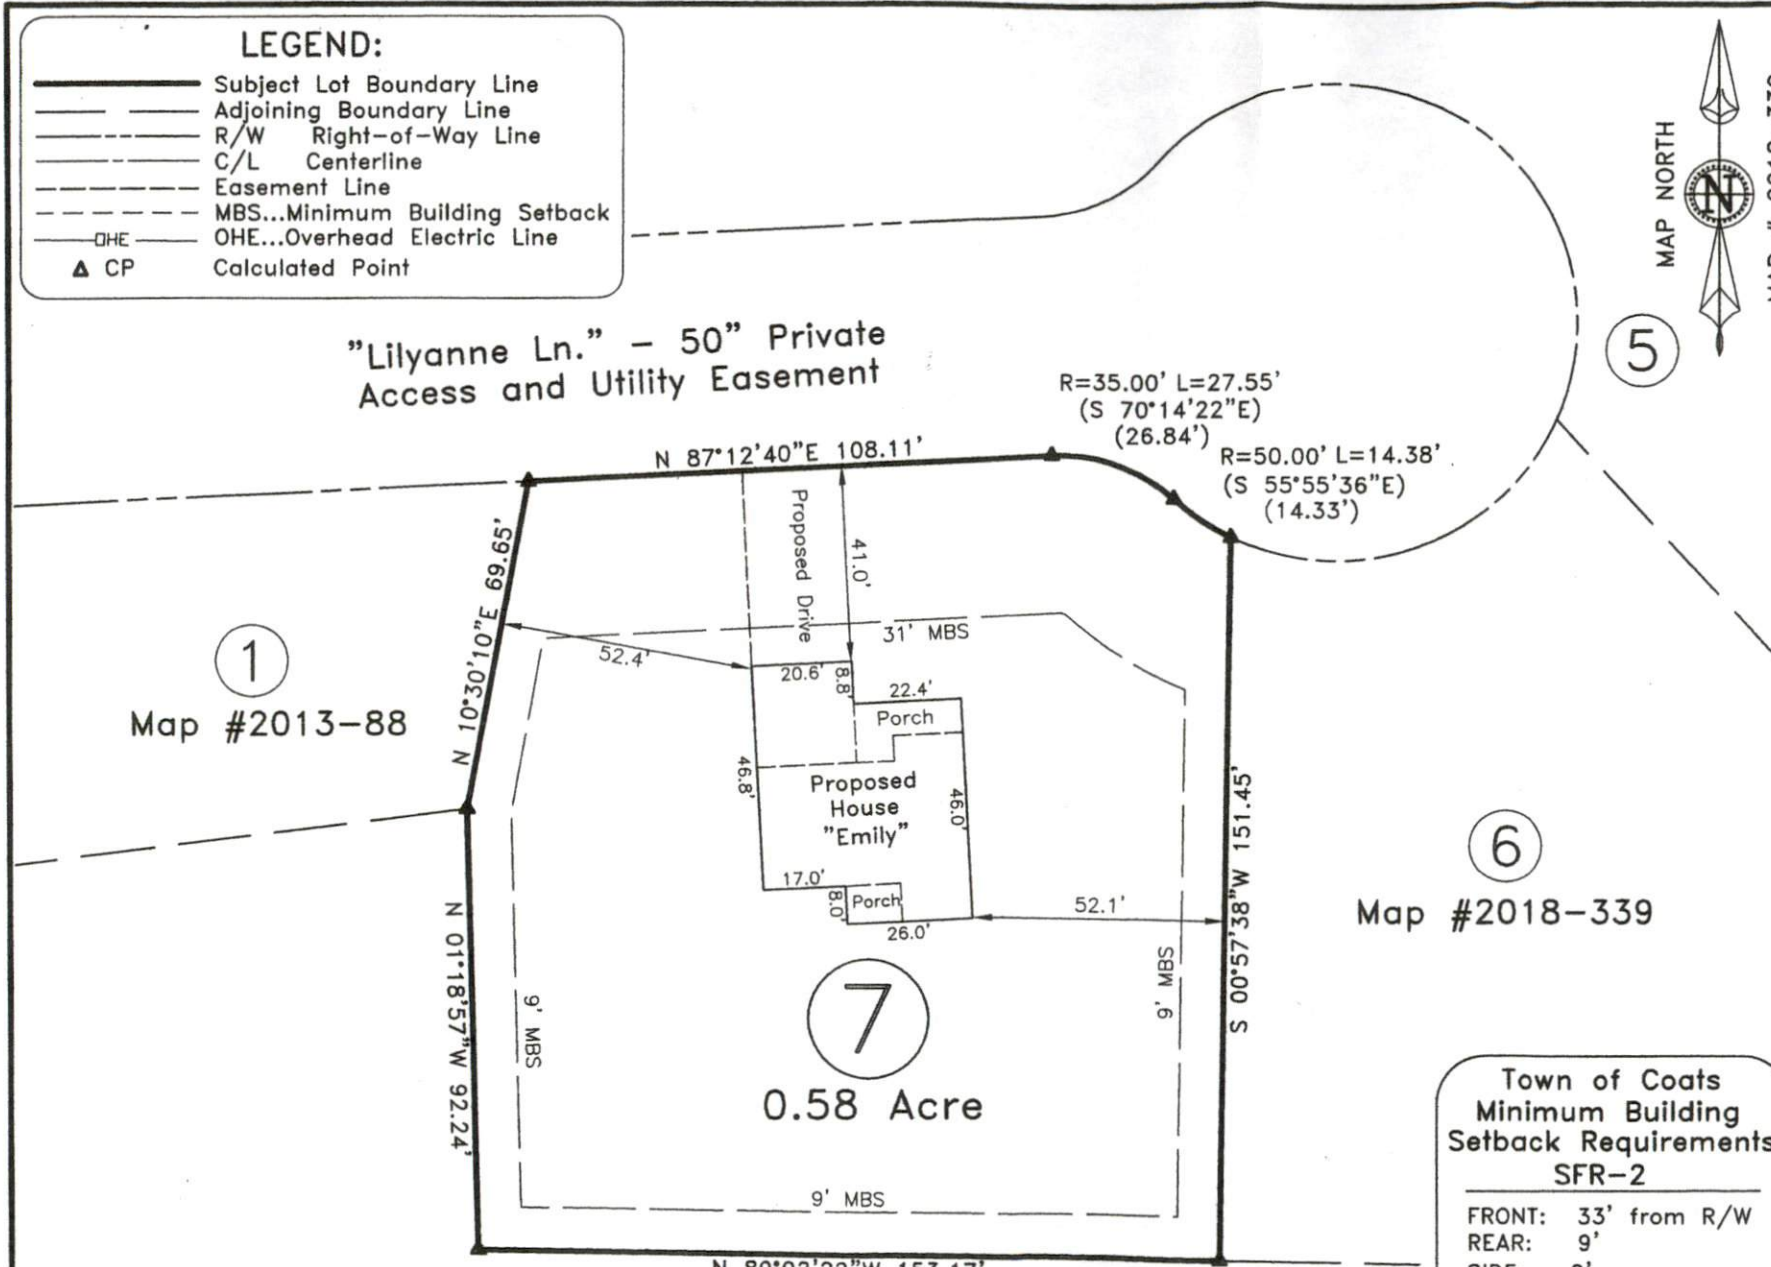 LEGEND:
Subject Lot Boundary Line
Adjoining Boundary Line
R/W Right-of-Way Line
C/L Centerline
Easement Line
MBS...Minimum Building Setback
OHE OHE...Overhead Electric Line
CP Calculated Point
MAP NORTH
N
"Lilyanne Ln." - 50" Private
Access and Utility Easement
5
R=35.00' L=27.55'
(S 70°14'22"E)
(26.84')
R=50.00' L=14.38'
(S 55°55'36"E)
(14.33')
N 87°12'40"E 108.11'
N 10°30'10"E 69.65'
Proposed Drive
41.0'
31' MBS
52.4'
20.6'
8.8'
22.4'
Porch
1
Map #2013-88
46.8'
Proposed
House
"Emily"
46.0'
17.0'
8.0'
Porch
26.0'
52.1'
S 00°57'38"W 151.45'
6
Map #2018-339
N 01°18'57"W 92.24'
9' MBS
9' MBS
7
0.58 Acre
9' MBS
Town of Coats
Minimum Building
Setback Requirements
SFR-2
FRONT: 33' from R/W
REAR: 9'